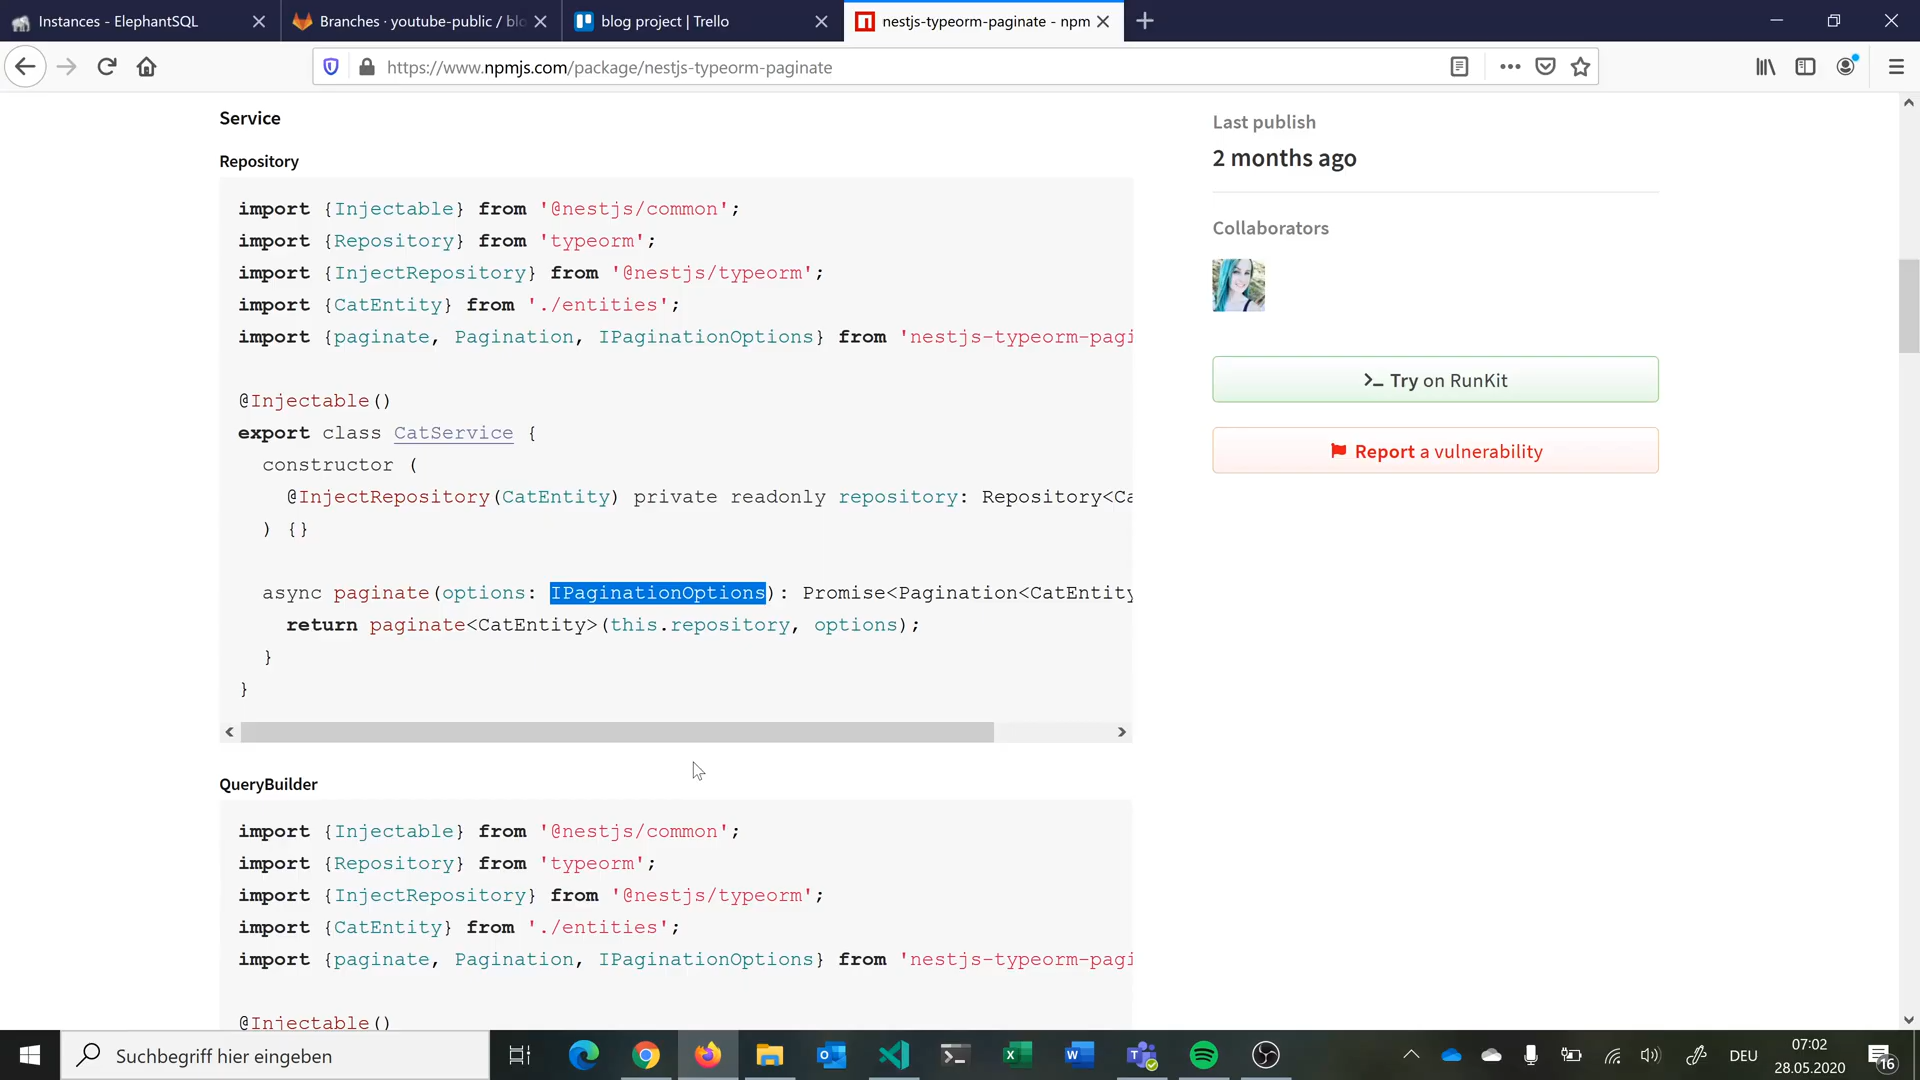 Instances - ElephantSQL
Branches · youtube-public / blo
blog project | Trello
nestjs-typeorm-paginate - npm
https://www.npmjs.com/package/nestjs-typeorm-paginate
Service
Repository
import {Injectable} from '@nestjs/common';
import {Repository} from 'typeorm';
import {InjectRepository} from '@nestjs/typeorm';
import {CatEntity} from './entities';
import {paginate, Pagination, IPaginationOptions} from 'nestjs-typeorm-pagi
@Injectable()
export class CatService {
constructor (
@InjectRepository(CatEntity) private readonly repository: Repository<Ca
) {}
async paginate(options: IPaginationOptions): Promise<Pagination<CatEntity
return paginate<CatEntity>(this.repository, options);
}
}
QueryBuilder
import {Injectable} from '@nestjs/common';
import {Repository} from 'typeorm';
import {InjectRepository} from '@nestjs/typeorm';
import {CatEntity} from './entities';
import {paginate, Pagination, IPaginationOptions} from 'nestjs-typeorm-pagi
@Injectable()
Last publish
2 months ago
Collaborators
Try on RunKit
Report a vulnerability
Suchbegriff hier eingeben
DEU
07:02
28.05.2020
16